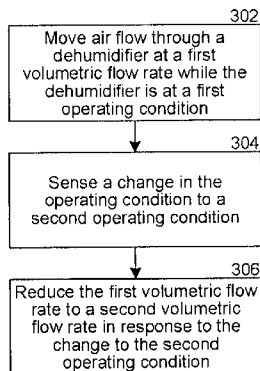 302
Move air flow through a
dehumidifier at a first
volumetric flow rate while the
dehumidifier is at a first
operating condition
304
Sense a change in the
operating condition to a
second operating condition
306
Reduce the first volumetric flow
rate to a second volumetric
flow rate in response to the
change to the second
operating condition